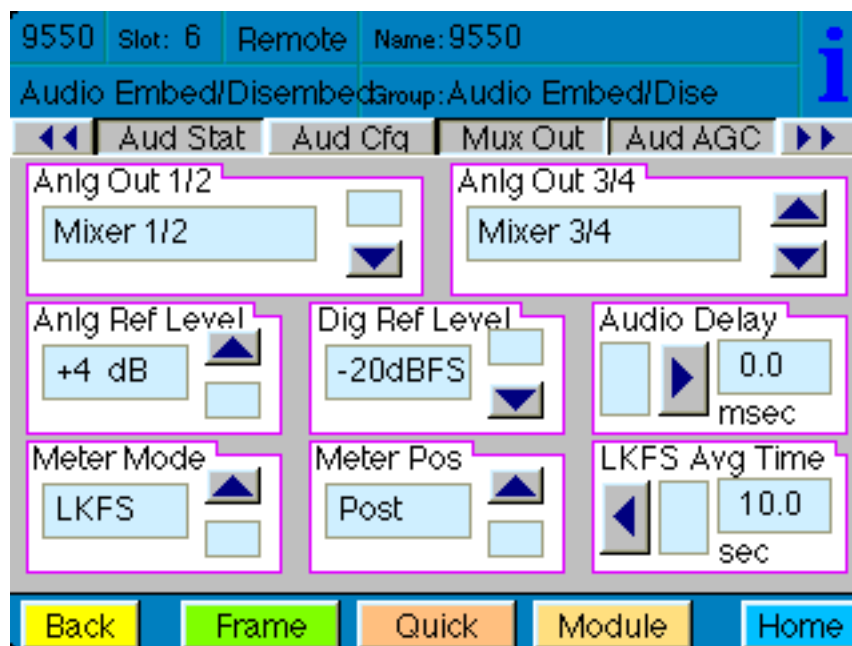 9550 Slot: 6 Remote Name: 9550
Audio Embed/Disembed Group: Audio Embed/Dise
i
Aud Stat Aud Cfg Mux Out Aud AGC
Anlg Out 1/2 Anlg Out 3/4
Mixer 1/2 Mixer 3/4
Anlg Ref Level Dig Ref Level Audio Delay
+4 dB -20dBFS 0.0
msec
Meter Mode Meter Pos LKFS Avg Time
LKFS Post 10.0
sec
Back Frame Quick Module Home